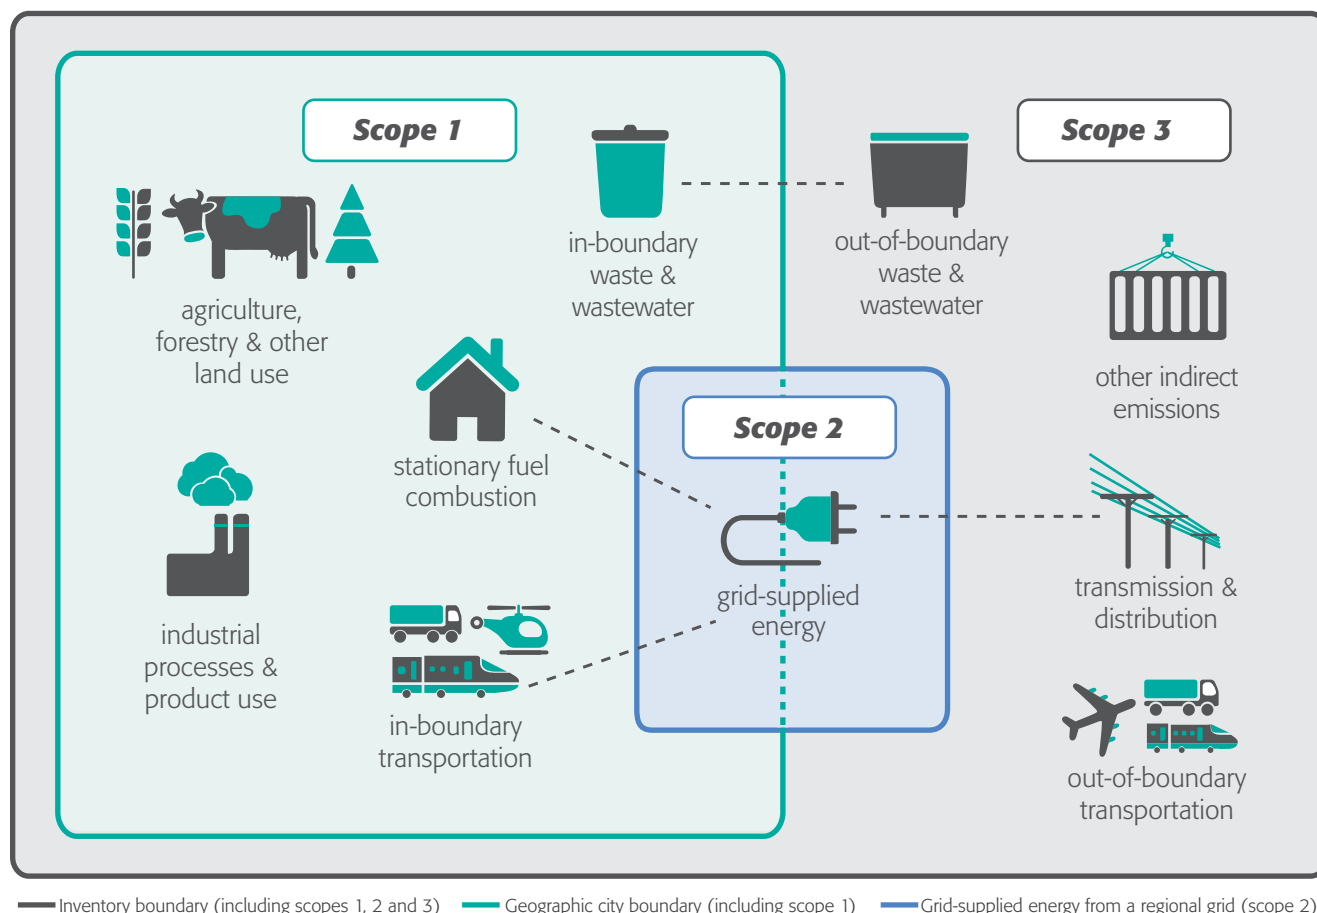 Scope 1
Scope 3
in-boundary
waste &
wastewater
out-of-boundary
waste &
wastewater
agriculture,
forestry & other
land use
other indirect
emissions
Scope 2
stationary fuel
combustion
grid-supplied
energy
transmission &
distribution
industrial
processes &
product use
in-boundary
transportation
out-of-boundary
transportation
Inventory boundary (including scopes 1, 2 and 3)
Geographic city boundary (including scope 1)
Grid-supplied energy from a regional grid (scope 2)